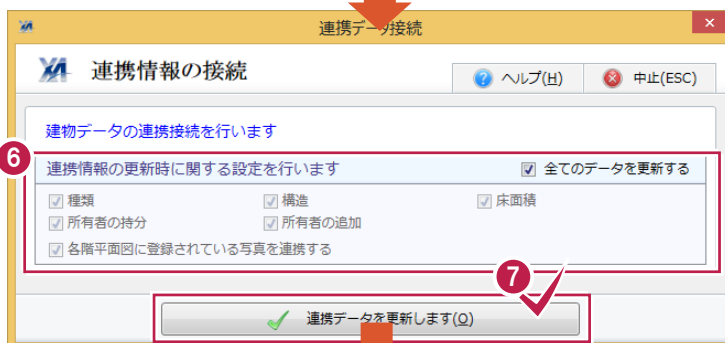 連携データ接続
連携情報の接続
ヘルプ(H)
中止(ESC)
建物データの連携接続を行います
6
連携情報の更新時に関する設定を行います
全てのデータを更新する
種類
構造
床面積
所有者の持分
所有者の追加
各階平面図に登録されている写真を連携する
7
連携データを更新します(O)